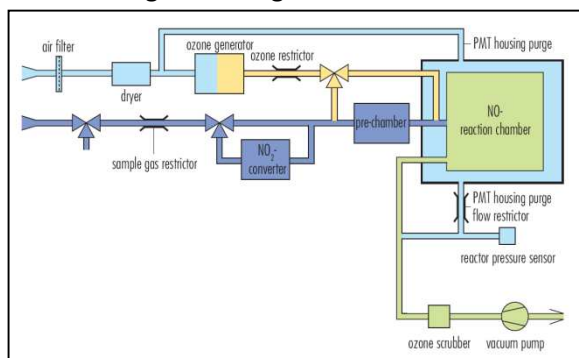 air filter
dryer
ozone generator
ozone restrictor
PMT housing purge
sample gas restrictor
NO₂-
converter
pre-chamber
NO-
reaction chamber
PMT housing purge
flow restrictor
reactor pressure sensor
ozone scrubber
vacuum pump